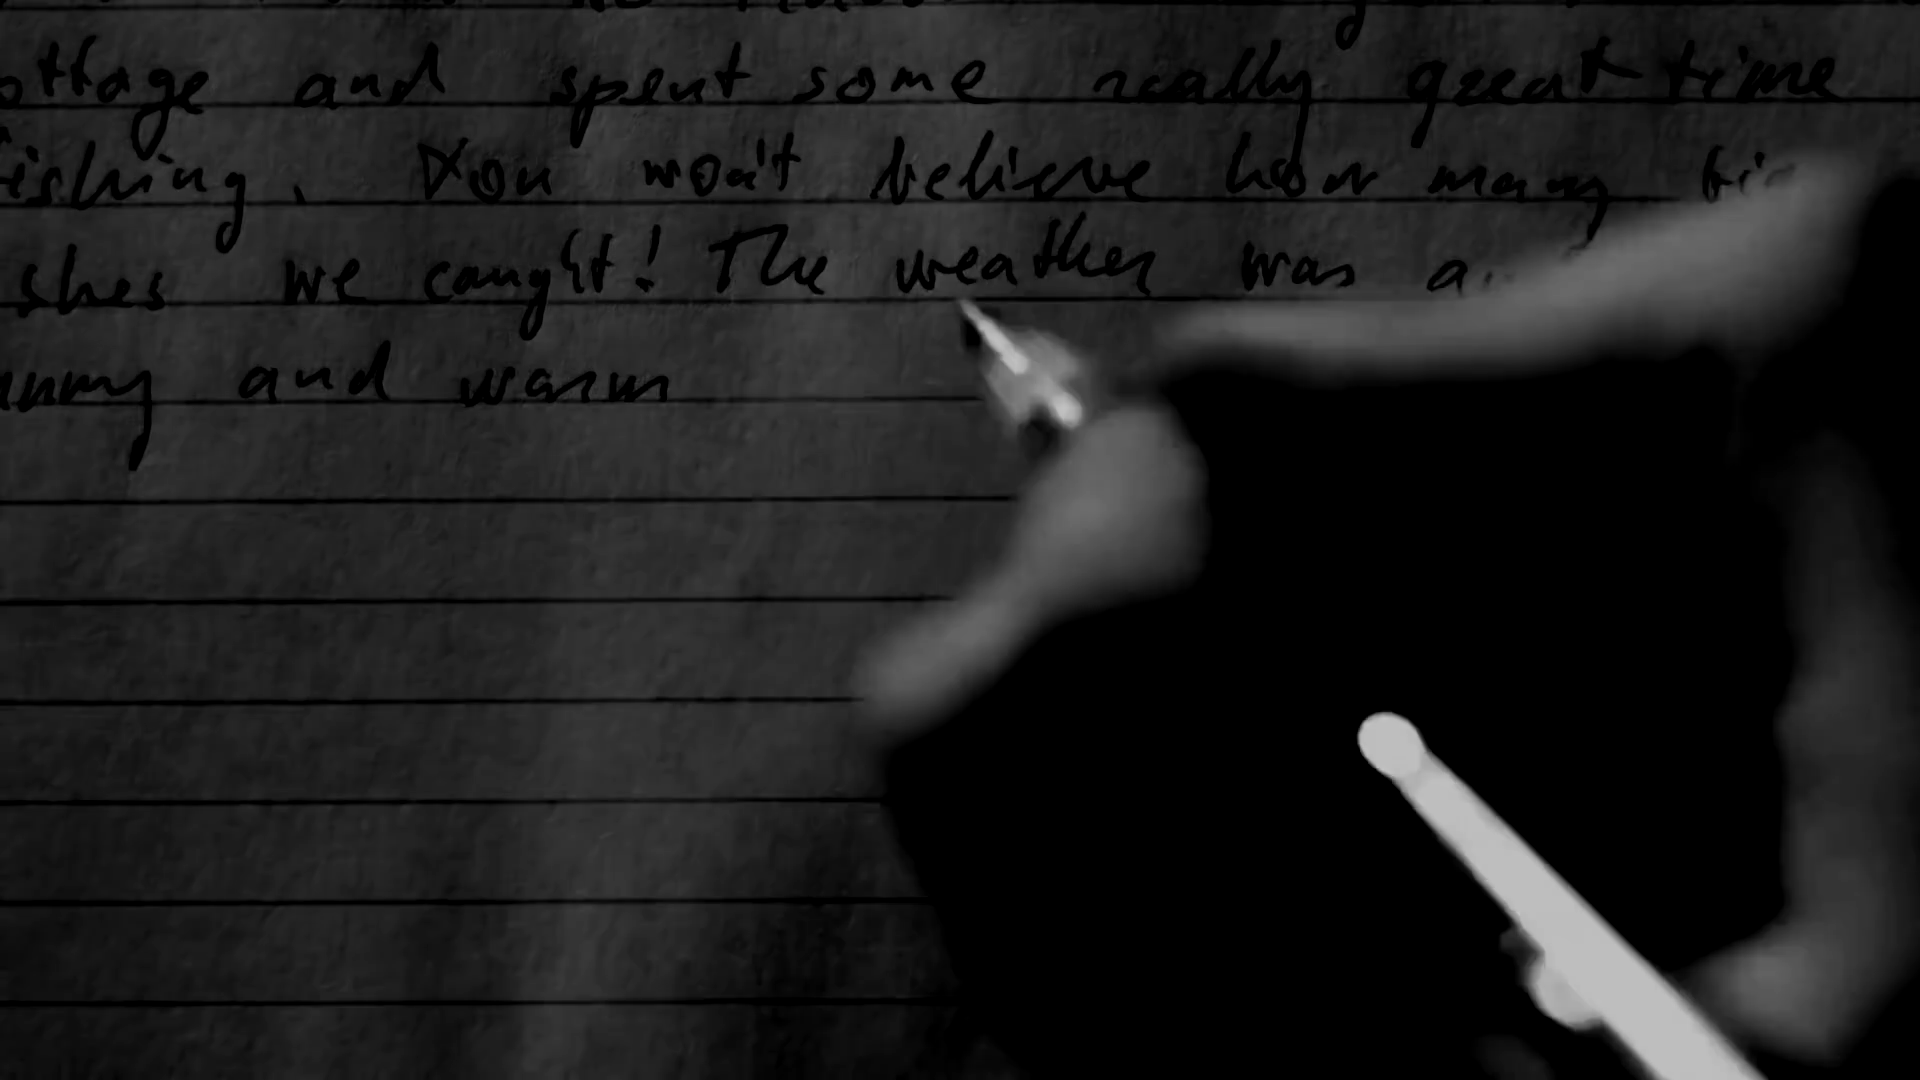 ottage and spent some really great time
ishing. You won't believe how many
shes we caught! The weather was
unny and warm